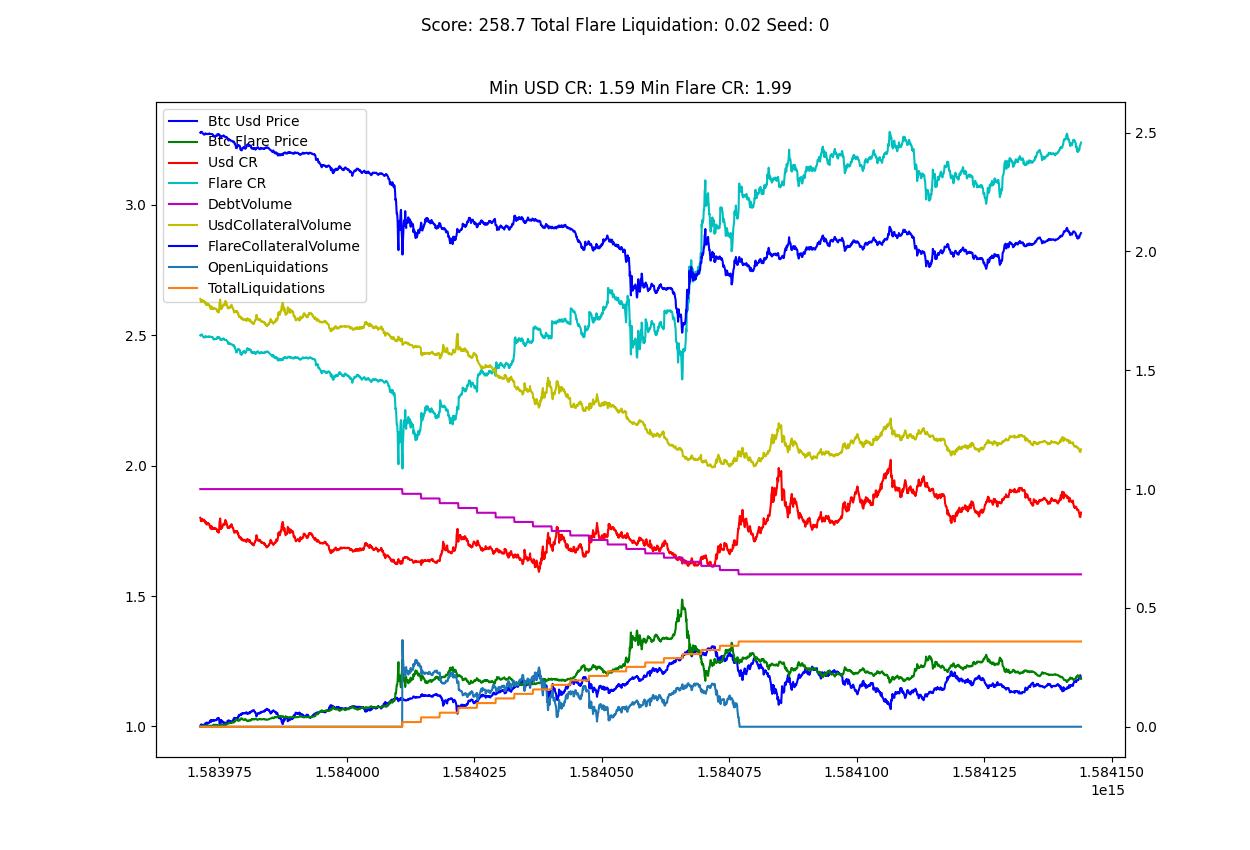 Score: 258.7 Total Flare Liquidation: 0.02 Seed: 0
Min USD CR: 1.59 Min Flare CR: 1.99
Btc Usd Price
Btc Flare Price
Usd CR
Flare CR
DebtVolume
UsdCollateralVolume
FlareCollateralVolume
OpenLiquidations
TotalLiquidations
3.0
2.5
2.0
1.5
1.0
2.5
2.0
1.5
1.0
0.5
0.0
1.583975 1.584000 1.584025 1.584050 1.584075 1.584100 1.584125 1.584150
1e15